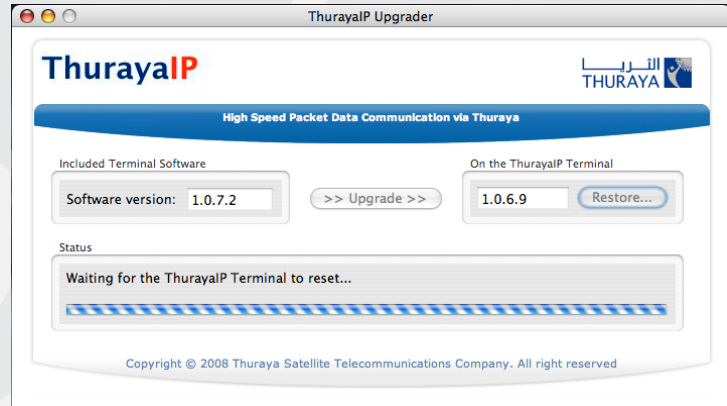 ThurayaIP Upgrader
ThurayaIP
الثريا
THURAYA
High Speed Packet Data Communication via Thuraya
Included Terminal Software
On the ThurayaIP Terminal
Software version: 1.0.7.2
>> Upgrade >>
1.0.6.9
Restore...
Status
Waiting for the ThurayaIP Terminal to reset...
Copyright © 2008 Thuraya Satellite Telecommunications Company. All right reserved